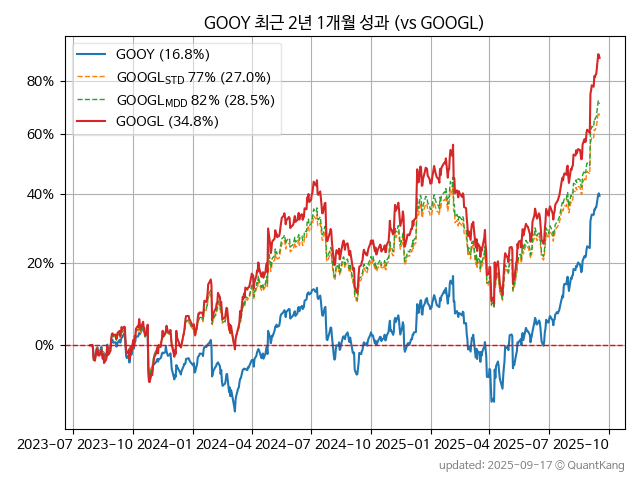 GOOY 최근 2년 1개월 성과 (vs GOOGL)
GOOY (16.8%)
GOOGL_STD 77% (27.0%)
GOOGL_MDD 82% (28.5%)
GOOGL (34.8%)
80%
60%
40%
20%
0%
2023-07 2023-10 2024-01 2024-04 2024-07 2024-10 2025-01 2025-04 2025-07 2025-10
updated: 2025-09-17 © QuantKang